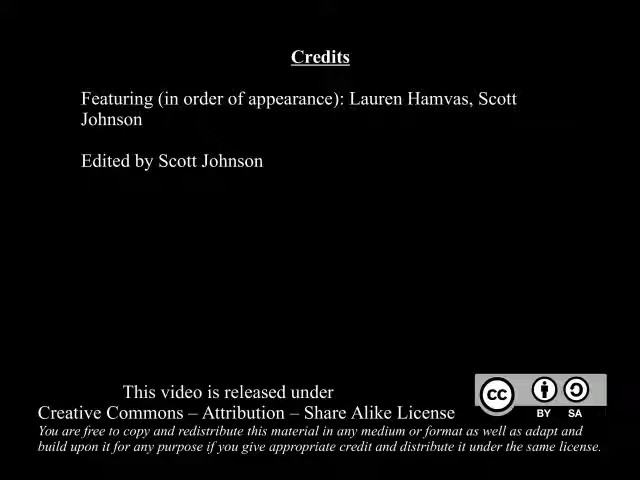 Credits
Featuring (in order of appearance): Lauren Hamvas, Scott
Johnson
Edited by Scott Johnson
This video is released under
Creative Commons – Attribution – Share Alike License
You are free to copy and redistribute this material in any medium or format as well as adapt and
build upon it for any purpose if you give appropriate credit and distribute it under the same license.
cc
BY SA